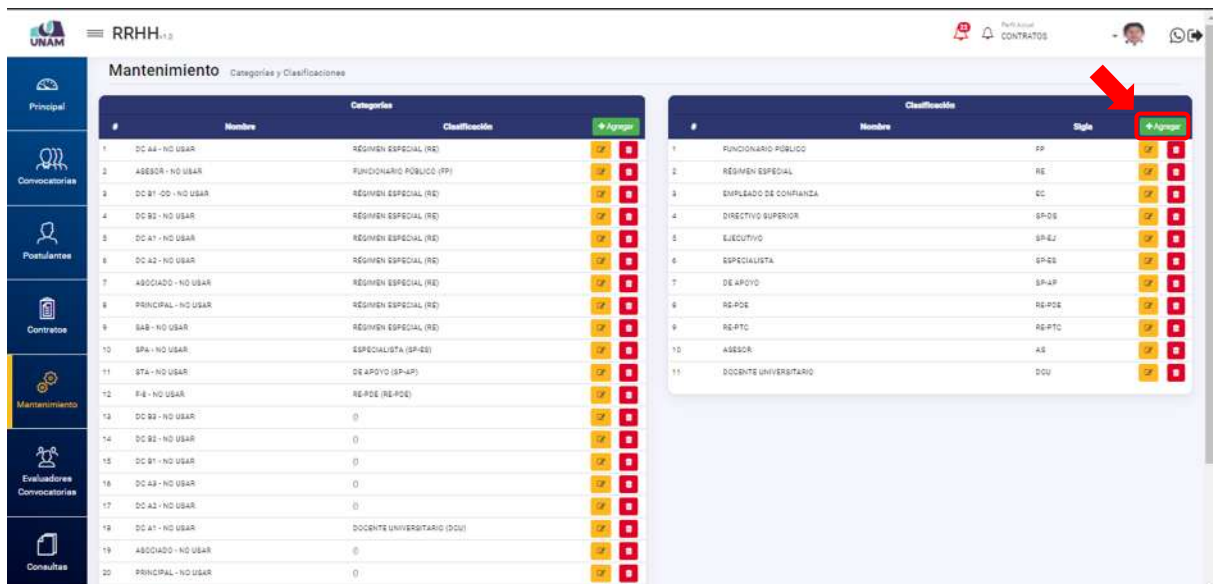 UNAM
RRHH v1.2
Perfil Actual
CONTRATOS
Principal
Convocatorias
Postulantes
Contratos
Mantenimiento
Evaluadores
Convocatorias
Consultas
Mantenimiento Categorías y Clasificaciones
Categorías
# Nombre Clasificación + Agregar
1 DC A4 - NO USAR RÉGIMEN ESPECIAL (RE)
2 ASESOR - NO USAR FUNCIONARIO PÚBLICO (FP)
3 DC B1 -OD - NO USAR RÉGIMEN ESPECIAL (RE)
4 DC B2 - NO USAR RÉGIMEN ESPECIAL (RE)
5 DC A1 - NO USAR RÉGIMEN ESPECIAL (RE)
6 DC A2 - NO USAR RÉGIMEN ESPECIAL (RE)
7 ASOCIADO - NO USAR RÉGIMEN ESPECIAL (RE)
8 PRINCIPAL - NO USAR RÉGIMEN ESPECIAL (RE)
9 SAB - NO USAR RÉGIMEN ESPECIAL (RE)
10 SPA - NO USAR ESPECIALISTA (SP-ES)
11 STA - NO USAR DE APOYO (SP-AP)
12 F-5 - NO USAR RE-PDE (RE-PDE)
13 DC B3 - NO USAR ()
14 DC B2 - NO USAR ()
15 DC B1 - NO USAR ()
16 DC A3 - NO USAR ()
17 DC A2 - NO USAR ()
18 DC A1 - NO USAR DOCENTE UNIVERSITARIO (DCU)
19 ASOCIADO - NO USAR ()
20 PRINCIPAL - NO USAR ()
Clasificación
# Nombre Sigla + Agregar
1 FUNCIONARIO PÚBLICO FP
2 RÉGIMEN ESPECIAL RE
3 EMPLEADO DE CONFIANZA EC
4 DIRECTIVO SUPERIOR SP-DS
5 EJECUTIVO SP-EJ
6 ESPECIALISTA SP-ES
7 DE APOYO SP-AP
8 RE-PDE RE-PDE
9 RE-PTC RE-PTC
10 ASESOR AS
11 DOCENTE UNIVERSITARIO DCU